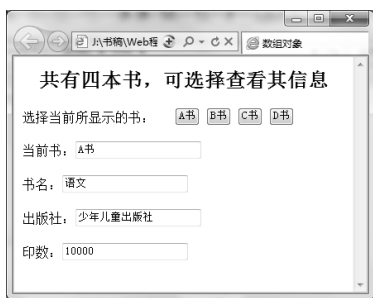 J:\书稿\Web程
数组对象
共有四本书，可选择查看其信息
选择当前所显示的书： A书 B书 C书 D书
当前书：A书
书名：语文
出版社：少年儿童出版社
印数：10000